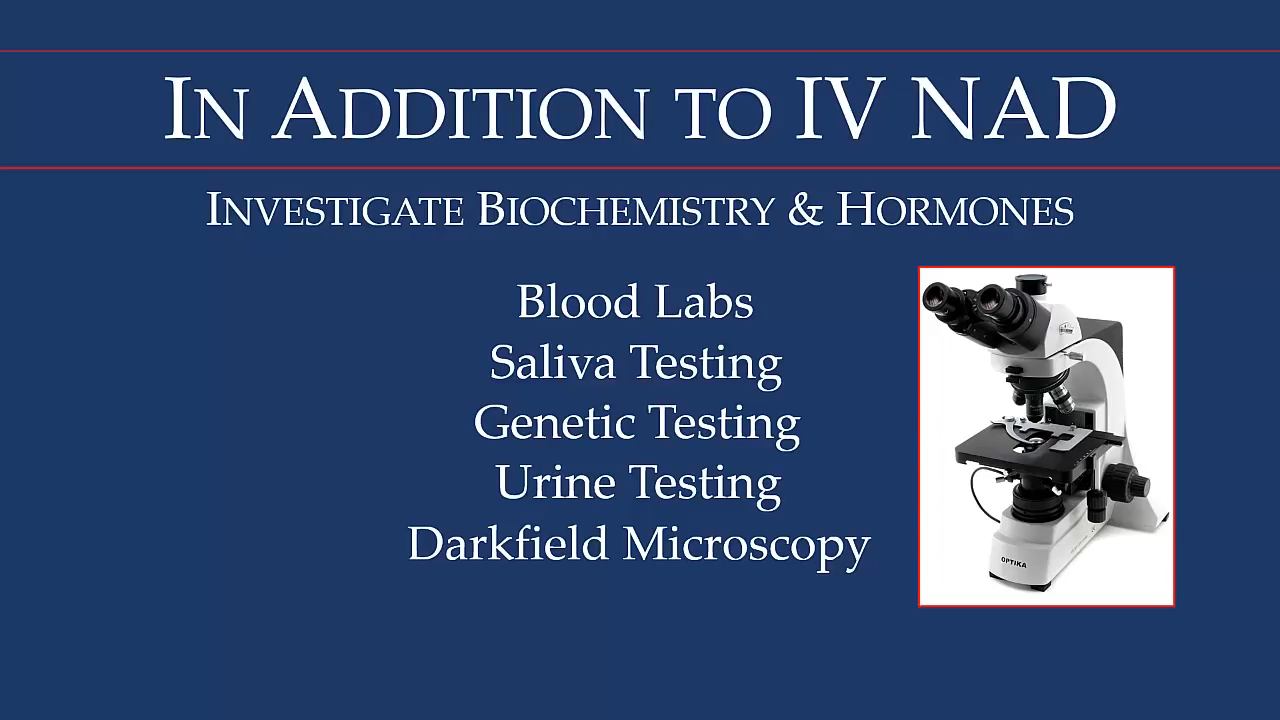 In Addition to IV NAD
Investigate Biochemistry & Hormones
Blood Labs
Saliva Testing
Genetic Testing
Urine Testing
Darkfield Microscopy
OPTIKA